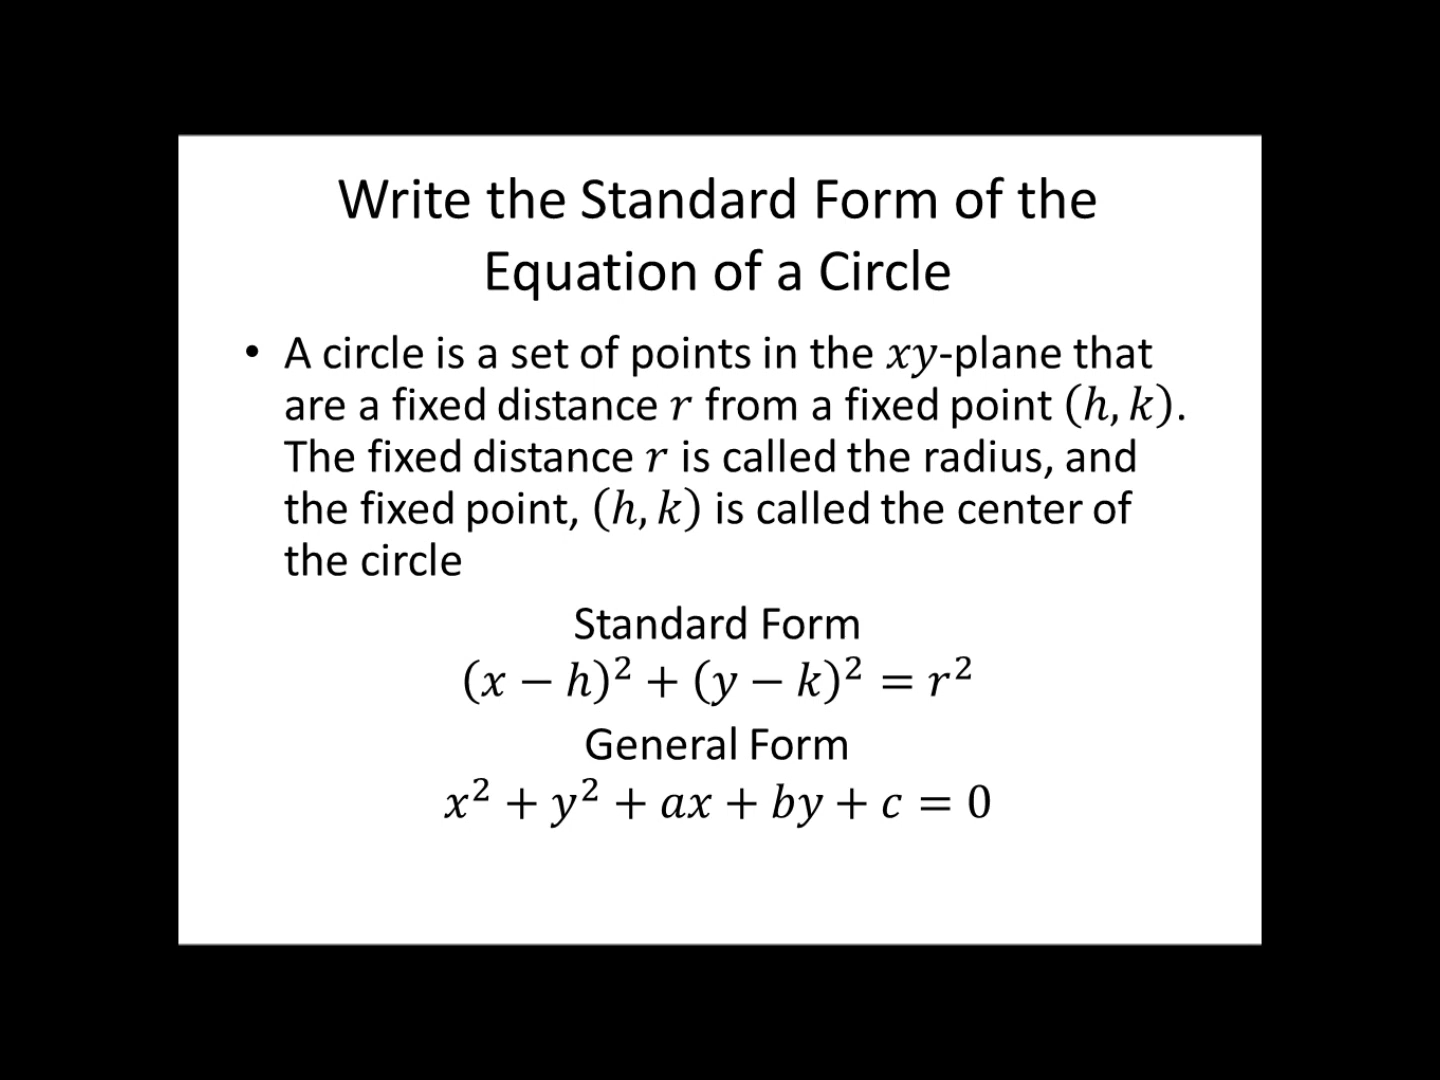 Write the Standard Form of the
Equation of a Circle
• A circle is a set of points in the xy-plane that
are a fixed distance r from a fixed point (h, k).
The fixed distance r is called the radius, and
the fixed point, (h, k) is called the center of
the circle
Standard Form
(x − h)² + (y − k)² = r²
General Form
x² + y² + ax + by + c = 0